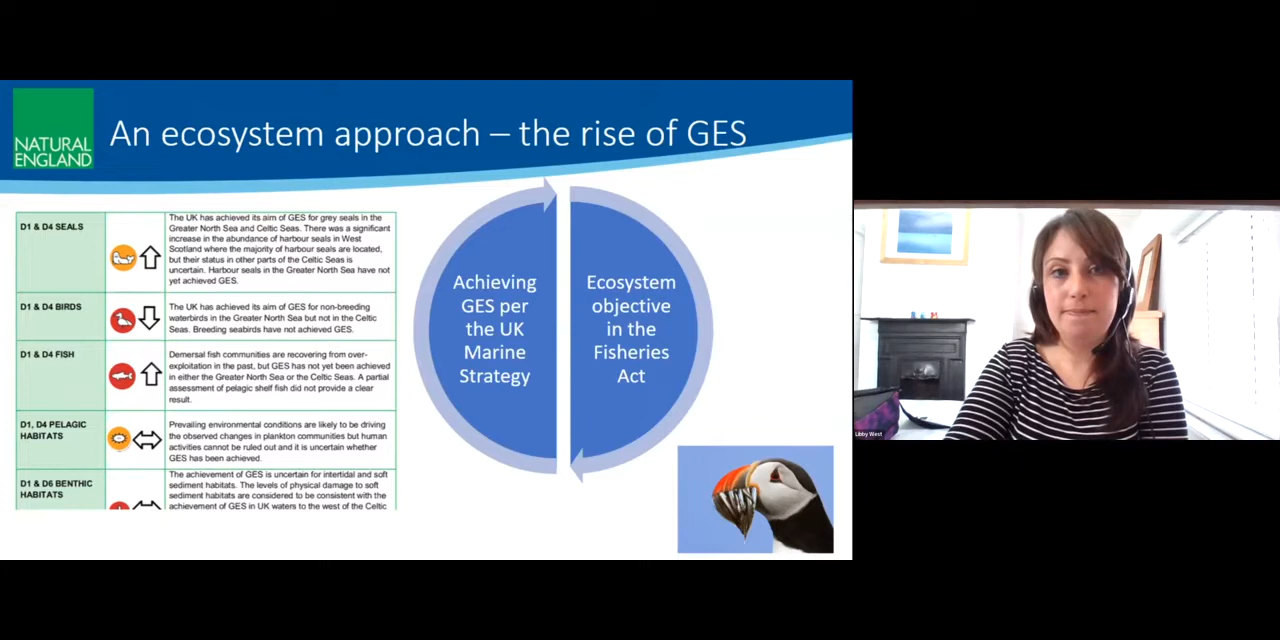 NATURAL
ENGLAND
An ecosystem approach – the rise of GES
D1 & D4 SEALS
The UK has achieved its aim of GES for grey seals in the
Greater North Sea and Celtic Seas. There was a significant
increase in the abundance of harbour seals in West
Scotland where the majority of harbour seals are located,
but their status in other parts of the Celtic Seas is
uncertain. Harbour seals in the Greater North Sea have not
yet achieved GES.
D1 & D4 BIRDS
The UK has achieved its aim of GES for non-breeding
waterbirds in the Greater North Sea but not in the Celtic
Seas. Breeding seabirds have not achieved GES.
D1 & D4 FISH
Demersal fish communities are recovering from over-
exploitation in the past, but GES has not yet been achieved
in either the Greater North Sea or the Celtic Seas. A partial
assessment of pelagic shelf fish did not provide a clear
result.
D1, D4 PELAGIC
HABITATS
Prevailing environmental conditions are likely to be driving
the observed changes in plankton communities but human
activities cannot be ruled out and it is uncertain whether
GES has been achieved.
D1 & D6 BENTHIC
HABITATS
The achievement of GES is uncertain for intertidal and soft
sediment habitats. The levels of physical damage to soft
sediment habitats are considered to be consistent with the
achievement of GES in UK waters to the west of the Celtic
Achieving
GES per
the UK
Marine
Strategy
Ecosystem
objective
in the
Fisheries
Act
Libby West